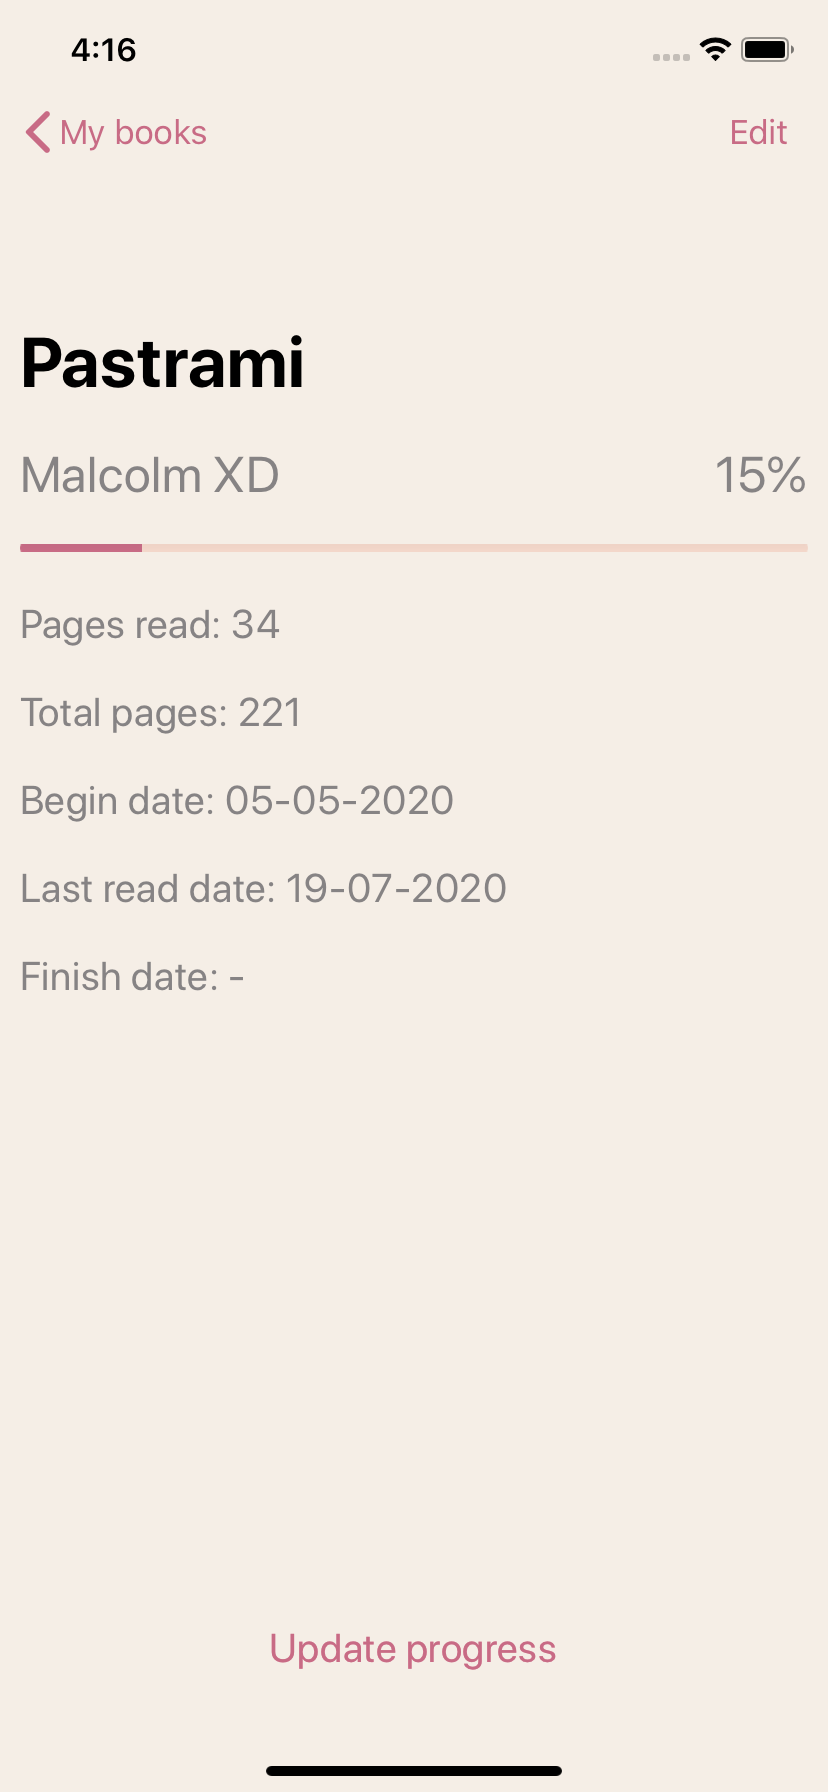 4:16
My books
Edit
Pastrami
Malcolm XD
15%
Pages read: 34
Total pages: 221
Begin date: 05-05-2020
Last read date: 19-07-2020
Finish date: -
Update progress